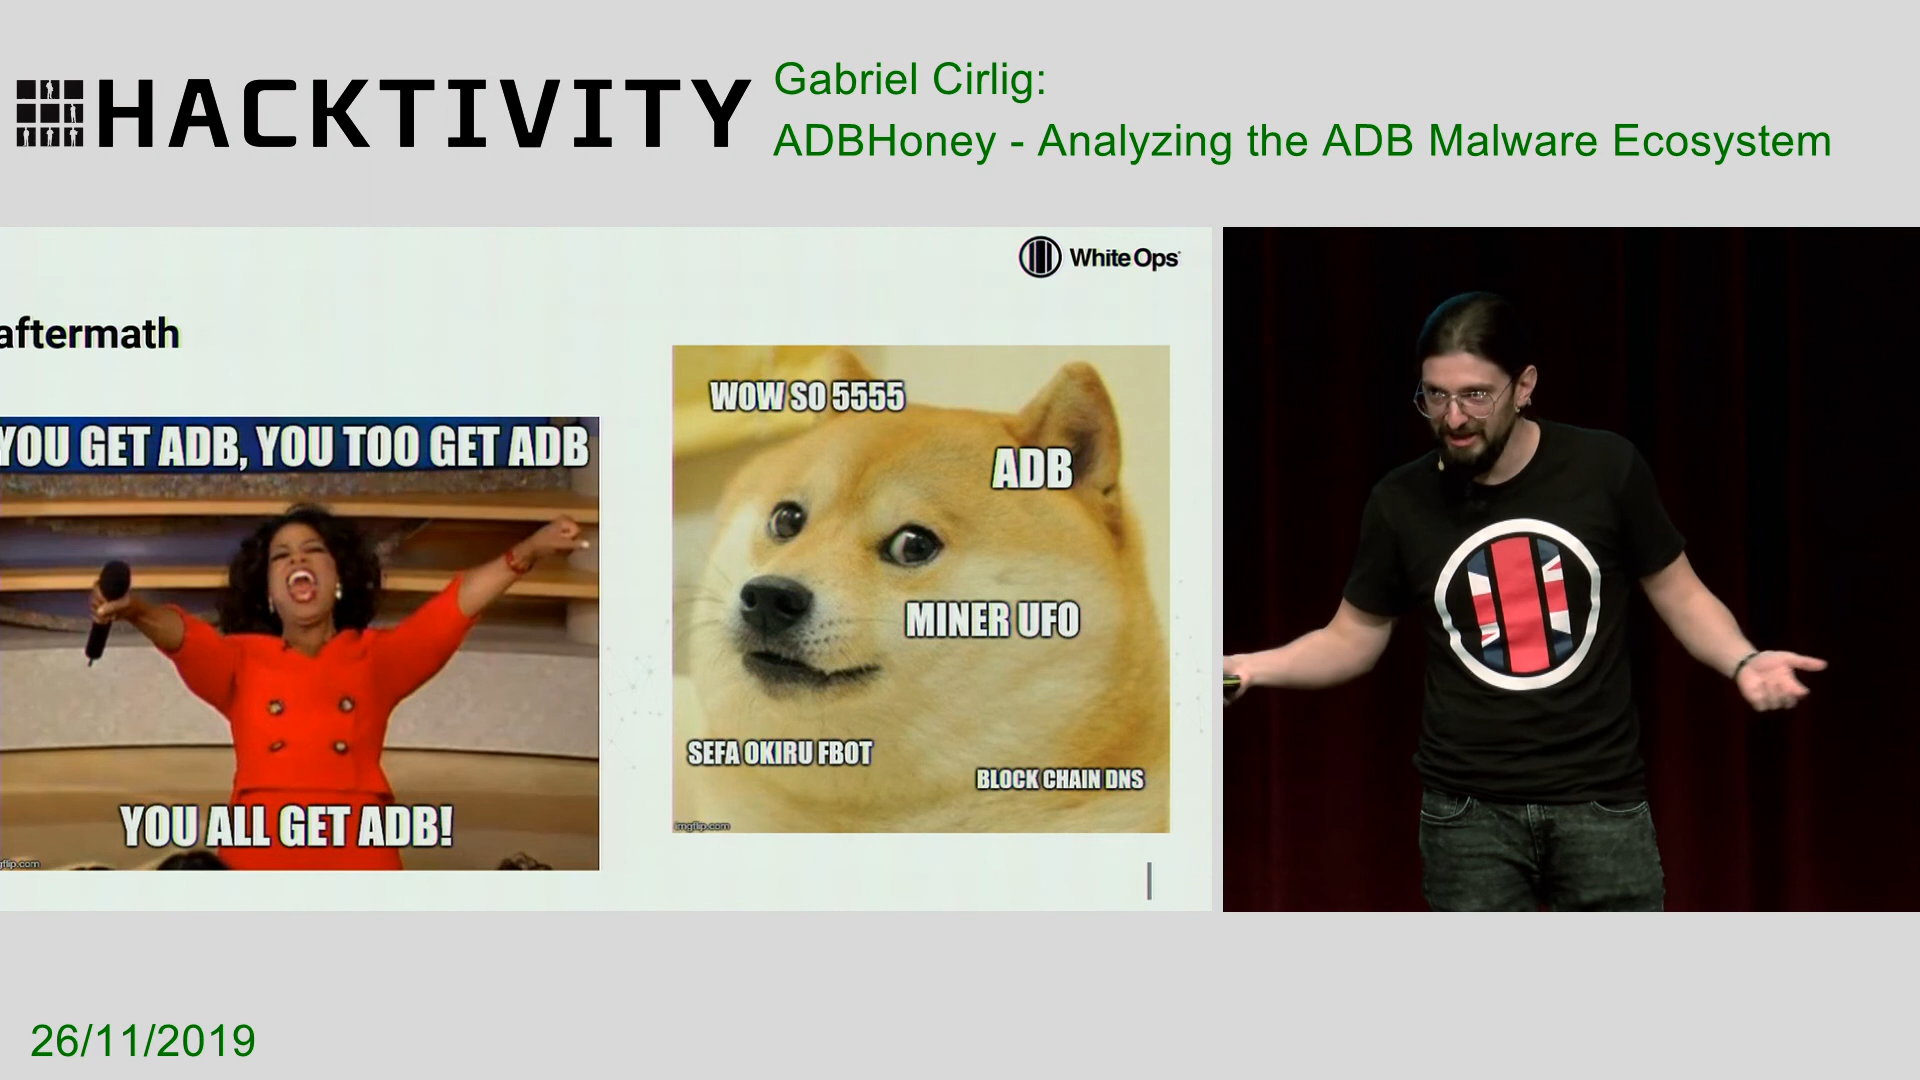 HACKTIVITY
Gabriel Cirlig:
ADBHoney - Analyzing the ADB Malware Ecosystem
White Ops
aftermath
YOU GET ADB, YOU TOO GET ADB
YOU ALL GET ADB!
gflip.com
WOW SO 5555
ADB
MINER UFO
SEFA OKIRU FBOT
BLOCK CHAIN DNS
imgflip.com
26/11/2019